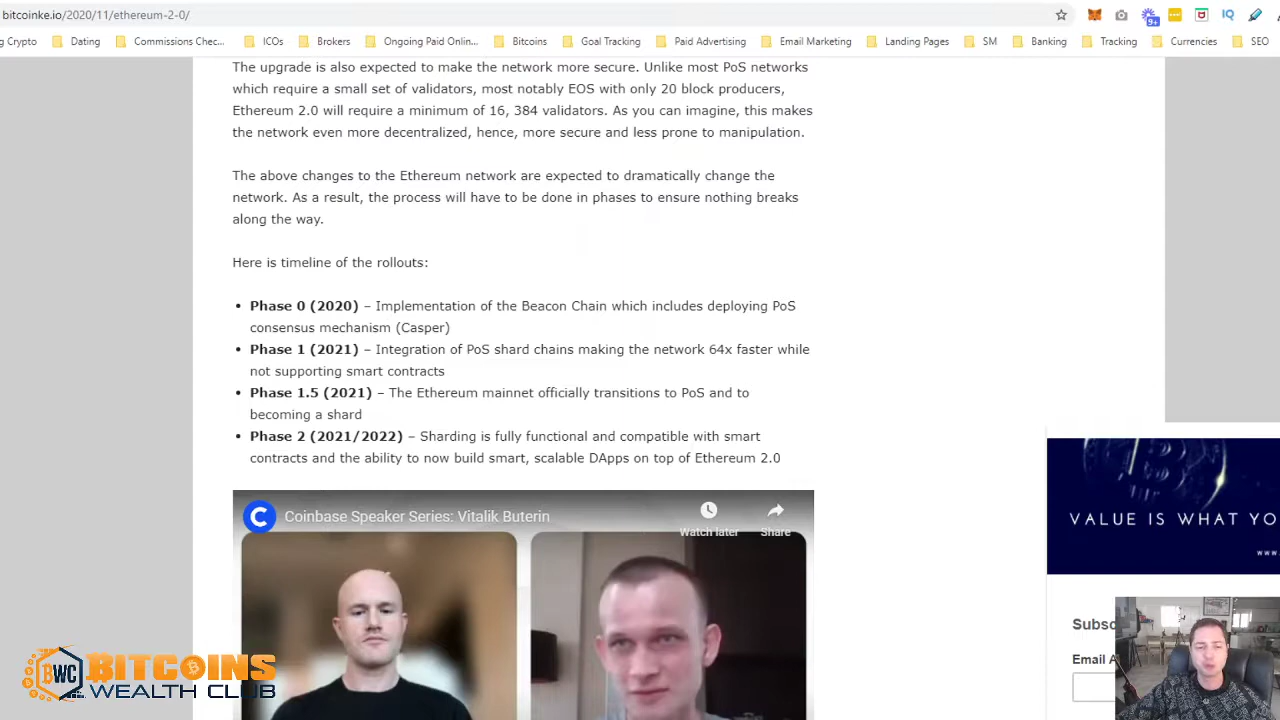 bitcoinke.io/2020/11/ethereum-2-0/
9+
IQ
g Crypto
Dating
Commissions Chec...
ICOs
Brokers
Ongoing Paid Onlin...
Bitcoins
Goal Tracking
Paid Advertising
Email Marketing
Landing Pages
SM
Banking
Tracking
Currencies
SEO
The upgrade is also expected to make the network more secure. Unlike most PoS networks
which require a small set of validators, most notably EOS with only 20 block producers,
Ethereum 2.0 will require a minimum of 16, 384 validators. As you can imagine, this makes
the network even more decentralized, hence, more secure and less prone to manipulation.
The above changes to the Ethereum network are expected to dramatically change the
network. As a result, the process will have to be done in phases to ensure nothing breaks
along the way.
Here is timeline of the rollouts:
• Phase 0 (2020) – Implementation of the Beacon Chain which includes deploying PoS
consensus mechanism (Casper)
• Phase 1 (2021) – Integration of PoS shard chains making the network 64x faster while
not supporting smart contracts
• Phase 1.5 (2021) – The Ethereum mainnet officially transitions to PoS and to
becoming a shard
• Phase 2 (2021/2022) – Sharding is fully functional and compatible with smart
contracts and the ability to now build smart, scalable DApps on top of Ethereum 2.0
Coinbase Speaker Series: Vitalik Buterin
Watch later
Share
VALUE IS WHAT YO
www.
Subsc
Email A
BWC
BITCOINS
WEALTH CLUB